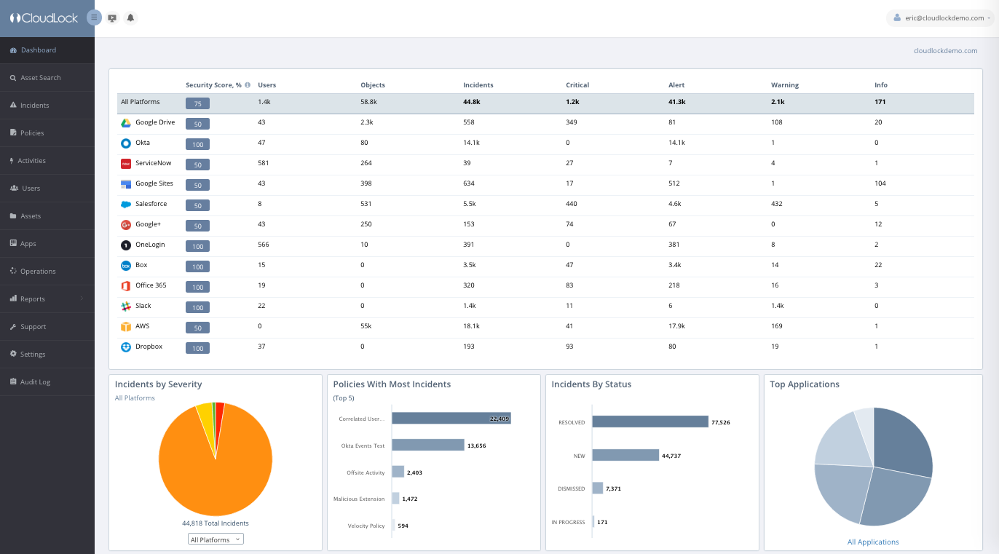 CloudLock
eric@cloudlockdemo.com
cloudlockdemo.com
Dashboard
Asset Search
Incidents
Policies
Activities
Users
Assets
Apps
Operations
Reports
Support
Settings
Audit Log
Security Score, % Users Objects Incidents Critical Alert Warning Info
All Platforms 75 1.4k 58.8k 44.8k 1.2k 41.3k 2.1k 171
Google Drive 50 43 2.3k 558 349 81 108 20
Okta 100 47 80 14.1k 0 14.1k 1 0
ServiceNow 50 581 264 39 27 7 4 1
Google Sites 50 43 398 634 17 512 1 104
Salesforce 50 8 531 5.5k 440 4.6k 432 5
Google+ 50 43 250 153 74 67 0 12
OneLogin 100 566 10 391 0 381 8 2
box Box 100 15 0 3.5k 47 3.4k 14 22
Office 365 100 19 0 320 83 218 16 3
Slack 100 22 0 1.4k 11 6 1.4k 0
AWS 50 0 55k 18.1k 41 17.9k 169 1
Dropbox 100 37 0 193 93 80 19 1
Incidents by Severity
All Platforms
44,818 Total Incidents
All Platforms
Policies With Most Incidents
(Top 5)
Correlated User... 22,409
Okta Events Test 13,656
Offsite Activity 2,403
Malicious Extension 1,472
Velocity Policy 594
Incidents By Status
RESOLVED 77,526
NEW 44,737
DISMISSED 7,371
IN PROGRESS 171
Top Applications
All Applications